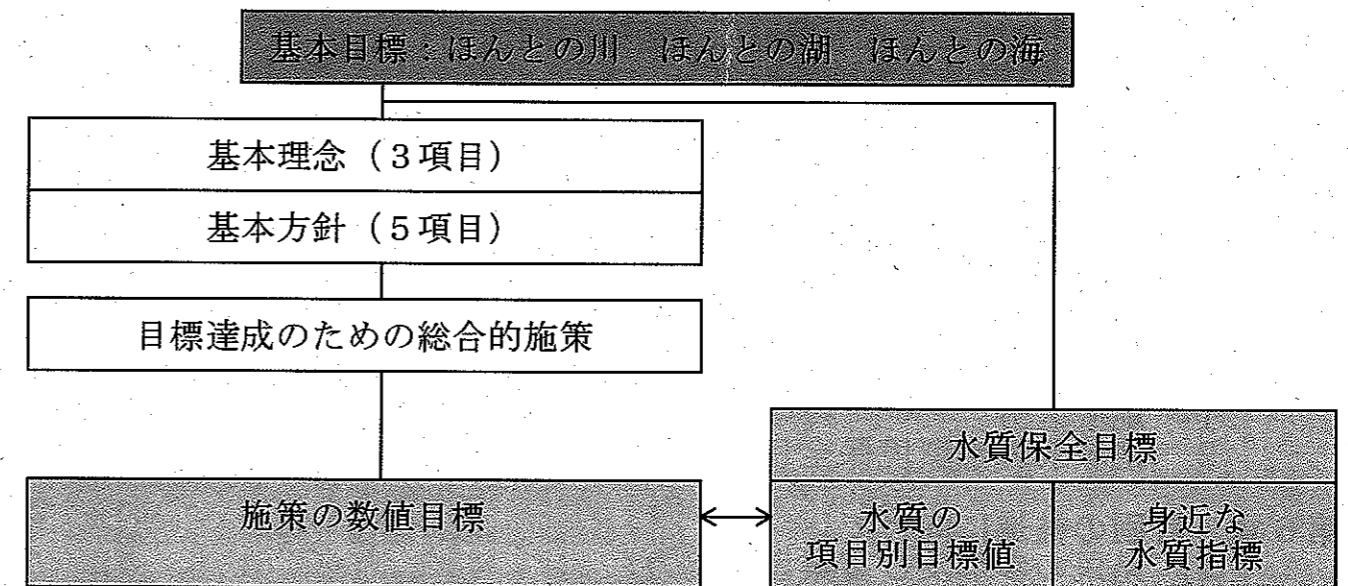 基本目標：ほんとの川　ほんとの湖　ほんとの海
基本理念（３項目）
基本方針（５項目）
目標達成のための総合的施策
水質保全目標
施策の数値目標
水質の
項目別目標値
身近な
水質指標